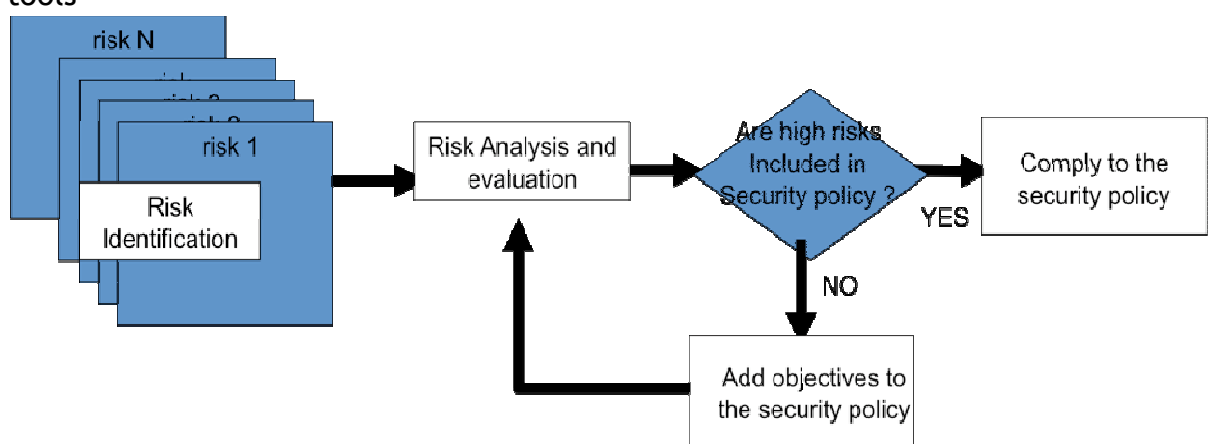 tools
risk N
risk 1
Risk
Identification
Risk Analysis and
evaluation
Are high risks
Included in
Security policy ?
YES
Comply to the
security policy
NO
Add objectives to
the security policy